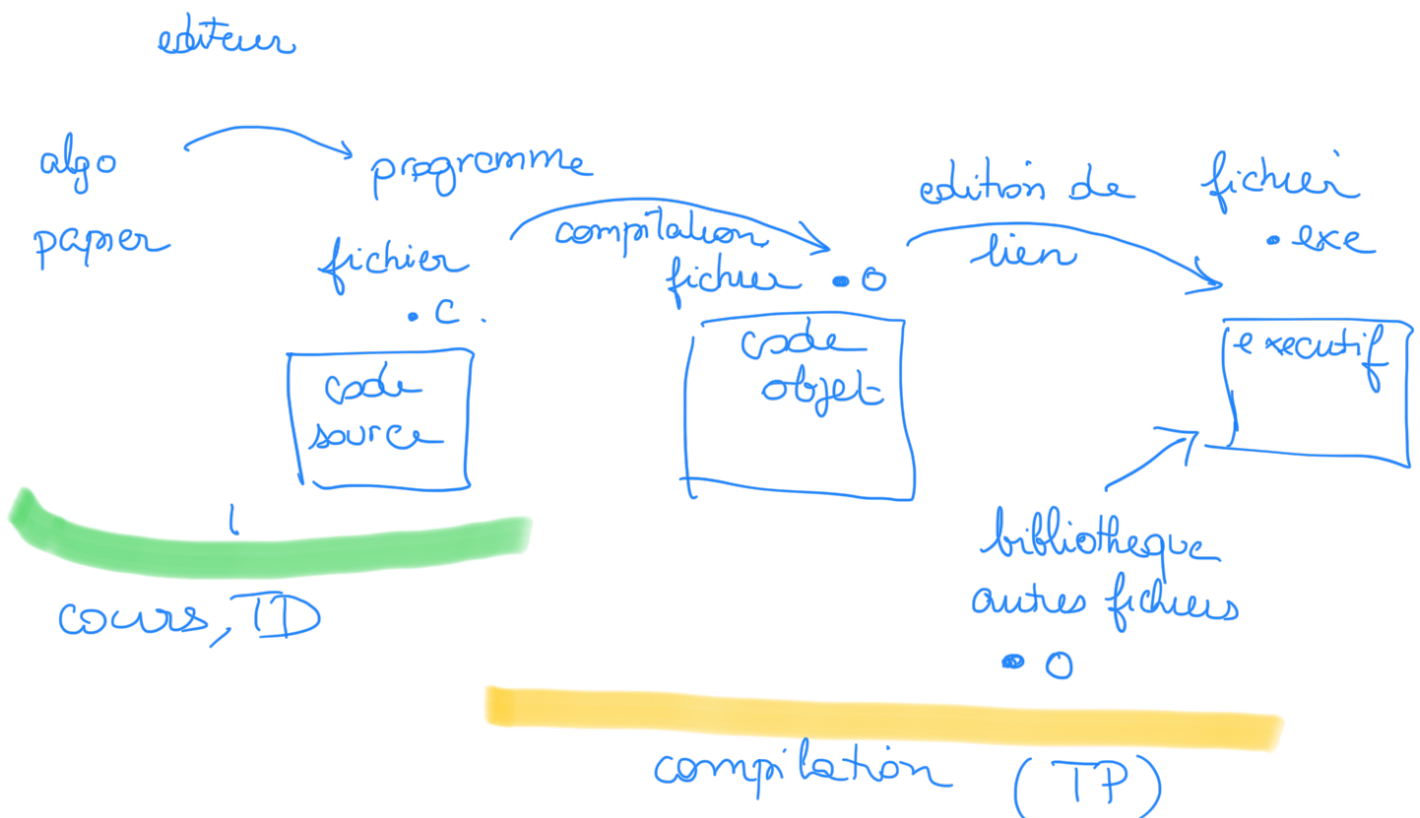 editeur
algo
papier
programme
fichier
. c .
code
source
compilation
fichier . o
code
objet
edition de
lien
fichier
. exe
executif
bibliotheque
autres fichiers
. o
cours, TD
compilation (TP)